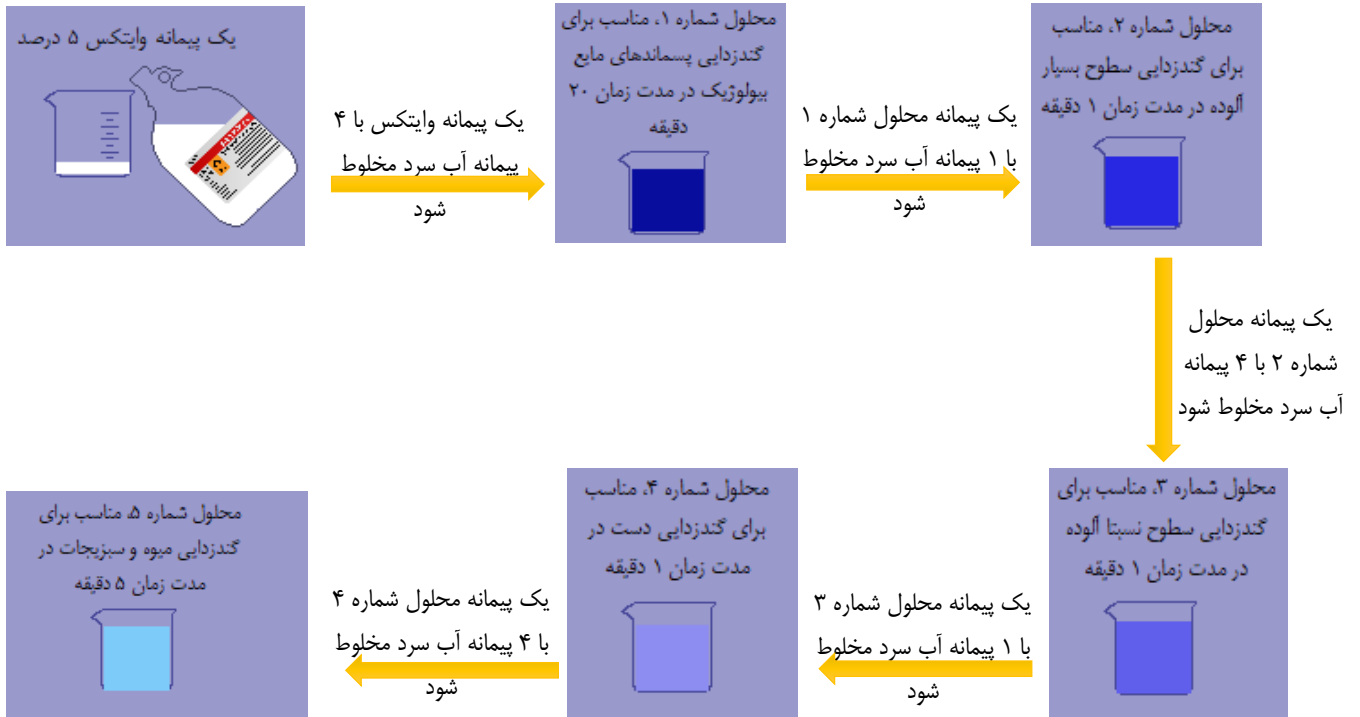 یک پیمانه وایتکس ۵ درصد
یک پیمانه وایتکس با ۴
پیمانه آب سرد مخلوط
شود
محلول شماره ۱، مناسب برای
گندزدایی پسماندهای مایع
بیولوژیک در مدت زمان ۲۰
دقیقه
یک پیمانه محلول شماره ۱
با ۱ پیمانه آب سرد مخلوط
شود
محلول شماره ۲، مناسب
برای گندزدایی سطوح بسیار
آلوده در مدت زمان ۱ دقیقه
یک پیمانه محلول
شماره ۲ با ۴ پیمانه
آب سرد مخلوط شود
محلول شماره ۳، مناسب برای
گندزدایی سطوح نسبتا آلوده
در مدت زمان ۱ دقیقه
یک پیمانه محلول شماره ۳
با ۱ پیمانه آب سرد مخلوط
شود
محلول شماره ۴، مناسب
برای گندزدایی دست در
مدت زمان ۱ دقیقه
یک پیمانه محلول شماره ۴
با ۴ پیمانه آب سرد مخلوط
شود
محلول شماره ۵، مناسب برای
گندزدایی میوه و سبزیجات در
مدت زمان ۵ دقیقه